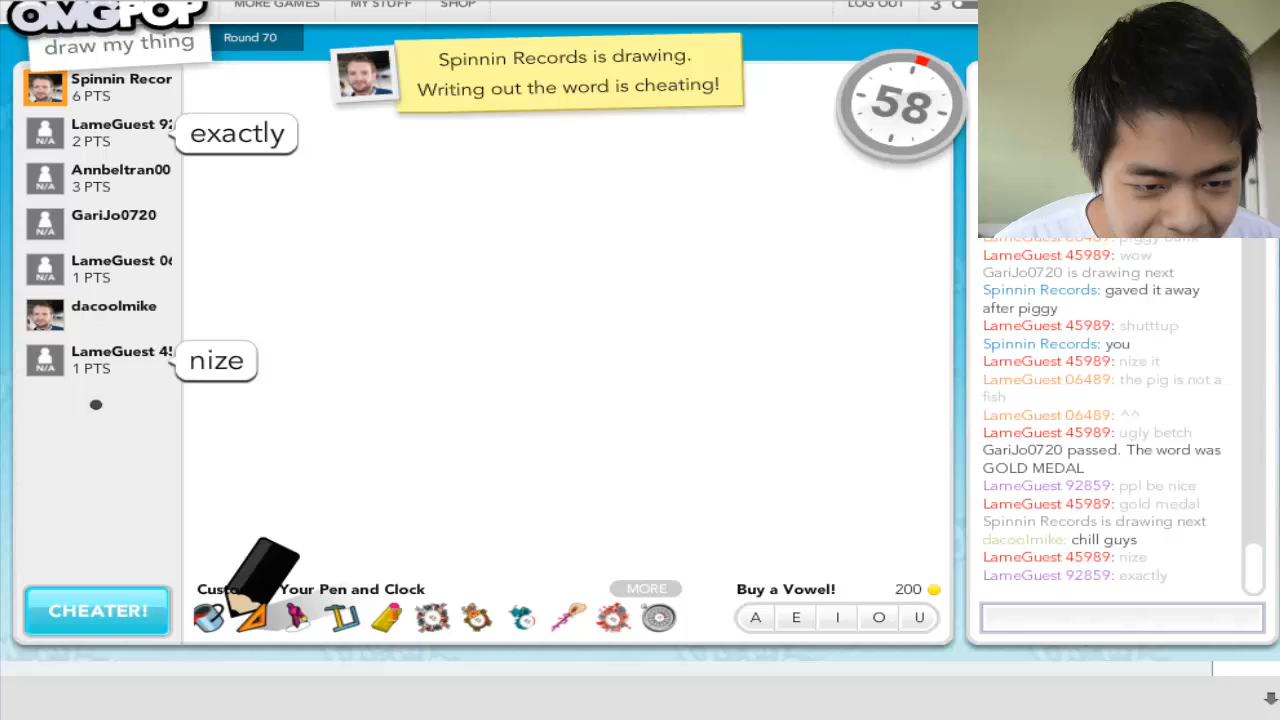 MORE GAMES
MY STUFF
SHOP
LOG OUT
3
OMGPOP
draw my thing
Round 70
Spinnin Records is drawing.
Writing out the word is cheating!
58
Spinnin Recor
6 PTS
LameGuest 92
2 PTS
exactly
Annbeltran00
3 PTS
GariJo0720
LameGuest 06
1 PTS
dacoolmike
LameGuest 45
1 PTS
nize
N/A
N/A
N/A
N/A
N/A
CHEATER!
Your Pen and Clock
MORE
Buy a Vowel!
200
A E I O U
LameGuest 45989: wow
GariJo0720 is drawing next
Spinnin Records: gaved it away
after piggy
LameGuest 45989: shutttup
Spinnin Records: you
LameGuest 45989: nize it
LameGuest 06489: the pig is not a
fish
LameGuest 06489: ^^
LameGuest 45989: ugly betch
GariJo0720 passed. The word was
GOLD MEDAL
LameGuest 92859: ppl be nice
LameGuest 45989: gold medal
Spinnin Records is drawing next
dacoolmike: chill guys
LameGuest 45989: nize
LameGuest 92859: exactly